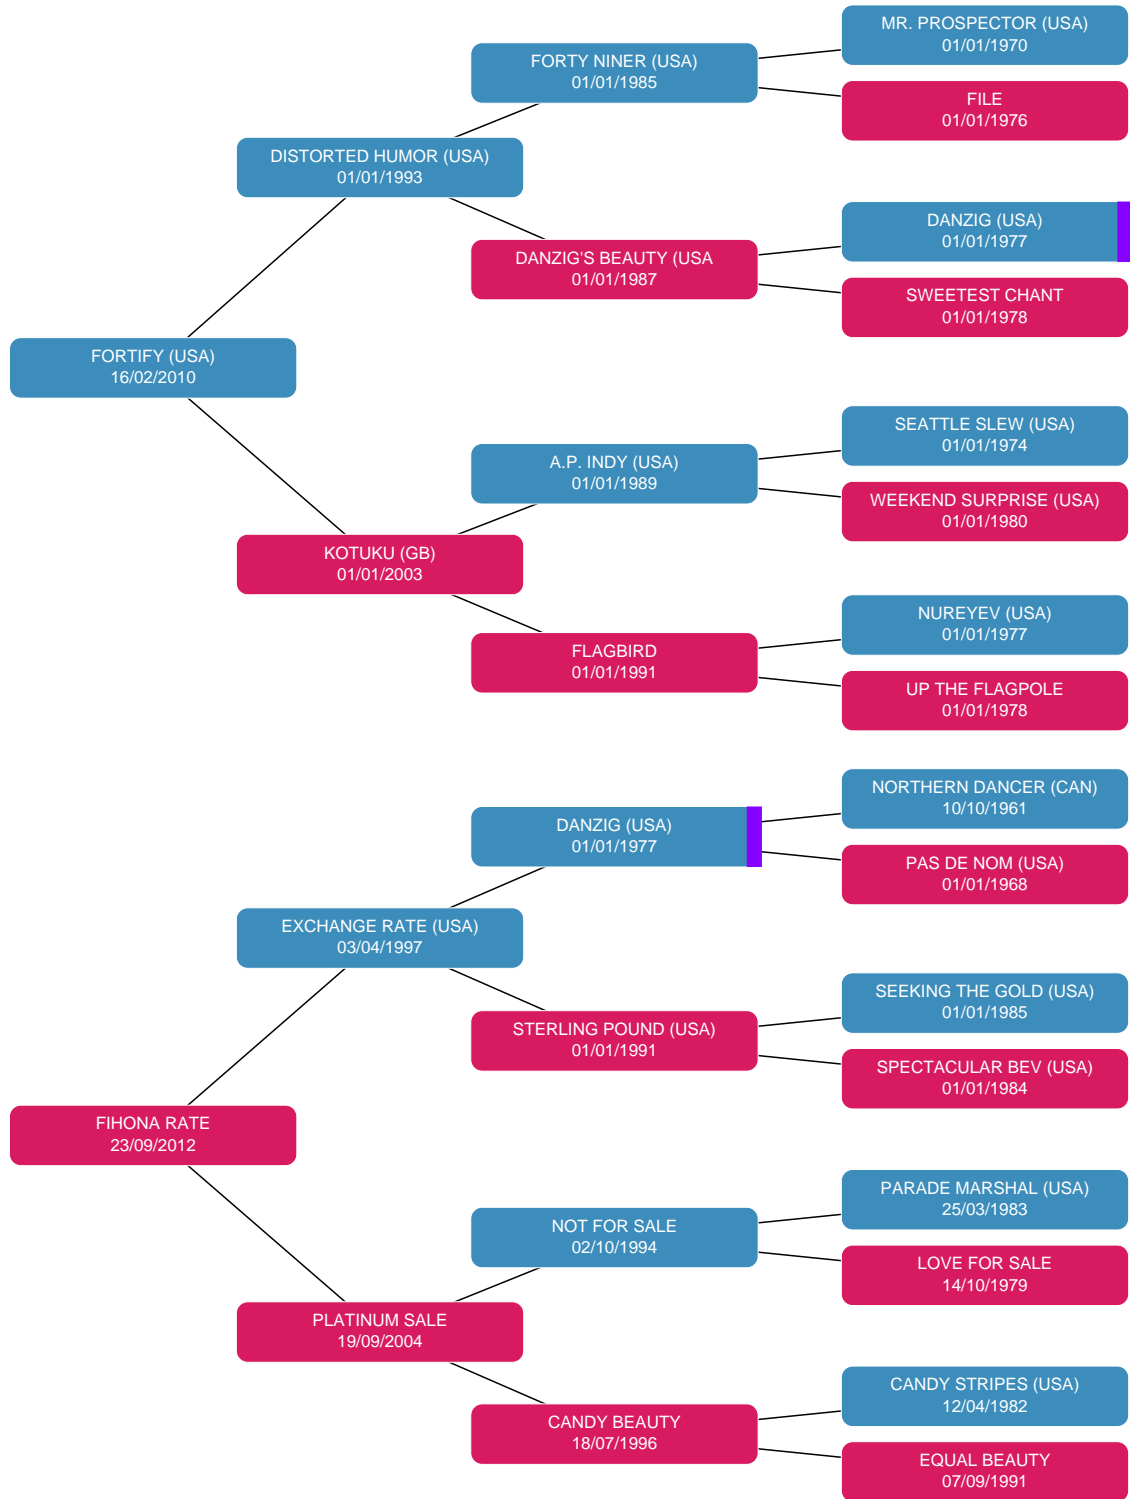 MR. PROSPECTOR (USA)
01/01/1970
FORTY NINER (USA)
01/01/1985
FILE
01/01/1976
DISTORTED HUMOR (USA)
01/01/1993
DANZIG (USA)
01/01/1977
DANZIG'S BEAUTY (USA
01/01/1987
SWEETEST CHANT
01/01/1978
FORTIFY (USA)
16/02/2010
SEATTLE SLEW (USA)
01/01/1974
A.P. INDY (USA)
01/01/1989
WEEKEND SURPRISE (USA)
01/01/1980
KOTUKU (GB)
01/01/2003
NUREYEV (USA)
01/01/1977
FLAGBIRD
01/01/1991
UP THE FLAGPOLE
01/01/1978
NORTHERN DANCER (CAN)
10/10/1961
DANZIG (USA)
01/01/1977
PAS DE NOM (USA)
01/01/1968
EXCHANGE RATE (USA)
03/04/1997
SEEKING THE GOLD (USA)
01/01/1985
STERLING POUND (USA)
01/01/1991
SPECTACULAR BEV (USA)
01/01/1984
FIHONA RATE
23/09/2012
PARADE MARSHAL (USA)
25/03/1983
NOT FOR SALE
02/10/1994
LOVE FOR SALE
14/10/1979
PLATINUM SALE
19/09/2004
CANDY STRIPES (USA)
12/04/1982
CANDY BEAUTY
18/07/1996
EQUAL BEAUTY
07/09/1991